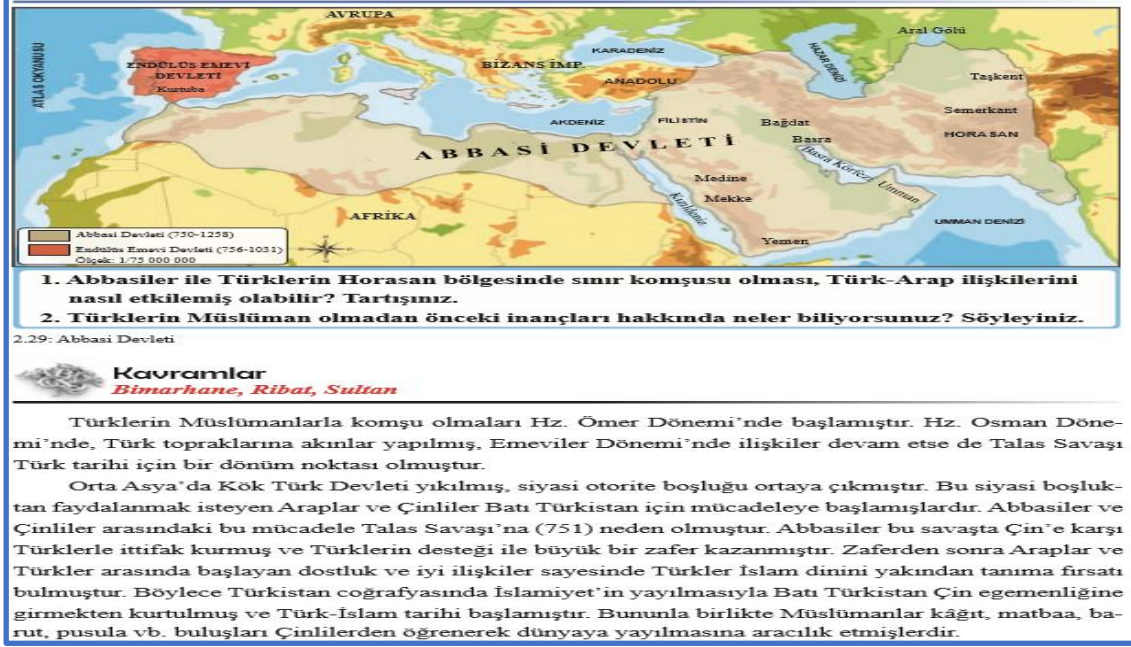 AVRUPA
Aral Gölü
ATLAS OKYANUSU
ENDÜLÜS EMEVİ
DEVLETİ
Kurtuba
KARADENİZ
HAZAR DENİZİ
BİZANS İMP.
ANADOLU
Taşkent
Semerkant
HORASAN
AKDENİZ
FİLİSTİN
Bağdat
Basra
Basra Körfezi
ABBASİ DEVLETİ
Umman
Medine
Mekke
Kızıldeniz
AFRİKA
UMMAN DENİZİ
Yemen
Abbasi Devleti (750-1258)
Endülüs Emevi Devleti (756-1031)
Ölçek: 1/75 000 000
1. Abbasiler ile Türklerin Horasan bölgesinde sınır komşusu olması, Türk-Arap ilişkilerini
nasıl etkilemiş olabilir? Tartışınız.
2. Türklerin Müslüman olmadan önceki inançları hakkında neler biliyorsunuz? Söyleyiniz.
2.29: Abbasi Devleti
Kavramlar
Bimarhane, Ribat, Sultan
Türklerin Müslümanlarla komşu olmaları Hz. Ömer Dönemi'nde başlamıştır. Hz. Osman Döne-
mi'nde, Türk topraklarına akınlar yapılmış, Emeviler Dönemi'nde ilişkiler devam etse de Talas Savaşı
Türk tarihi için bir dönüm noktası olmuştur.
Orta Asya'da Kök Türk Devleti yıkılmış, siyasi otorite boşluğu ortaya çıkmıştır. Bu siyasi boşluk-
tan faydalanmak isteyen Araplar ve Çinliler Batı Türkistan için mücadeleye başlamışlardır. Abbasiler ve
Çinliler arasındaki bu mücadele Talas Savaşı'na (751) neden olmuştur. Abbasiler bu savaşta Çin'e karşı
Türklerle ittifak kurmuş ve Türklerin desteği ile büyük bir zafer kazanmıştır. Zaferden sonra Araplar ve
Türkler arasında başlayan dostluk ve iyi ilişkiler sayesinde Türkler İslam dinini yakından tanıma fırsatı
bulmuştur. Böylece Türkistan coğrafyasında İslamiyet'in yayılmasıyla Batı Türkistan Çin egemenliğine
girmekten kurtulmuş ve Türk-İslam tarihi başlamıştır. Bununla birlikte Müslümanlar kâğıt, matbaa, ba-
rut, pusula vb. buluşları Çinlilerden öğrenerek dünyaya yayılmasına aracılık etmişlerdir.